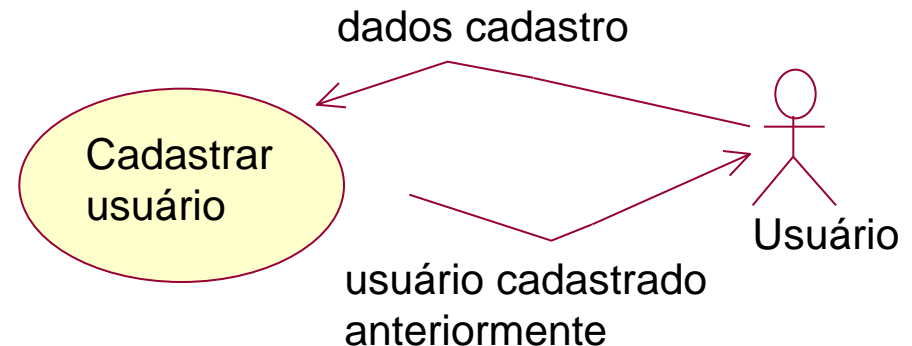 dados cadastro
Cadastrar
usuário
Usuário
usuário cadastrado
anteriormente